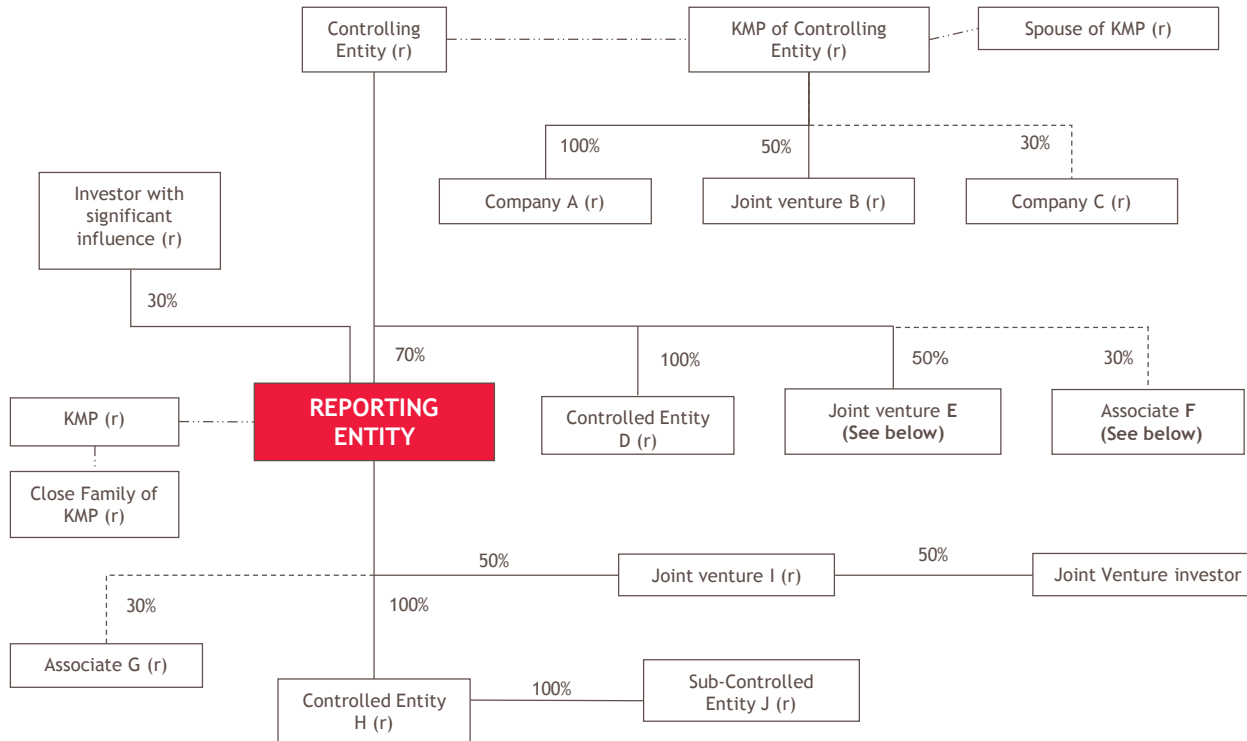 Controlling
Entity (r)
KMP of Controlling
Entity (r)
Spouse of KMP (r)
100%
50%
30%
Company A (r)
Joint venture B (r)
Company C (r)
Investor with
significant
influence (r)
30%
70%
100%
50%
30%
REPORTING
ENTITY
KMP (r)
Controlled Entity
D (r)
Joint venture E
(See below)
Associate F
(See below)
Close Family of
KMP (r)
50%
Joint venture I (r)
50%
Joint Venture investor
30%
100%
Associate G (r)
Controlled Entity
H (r)
100%
Sub-Controlled
Entity J (r)